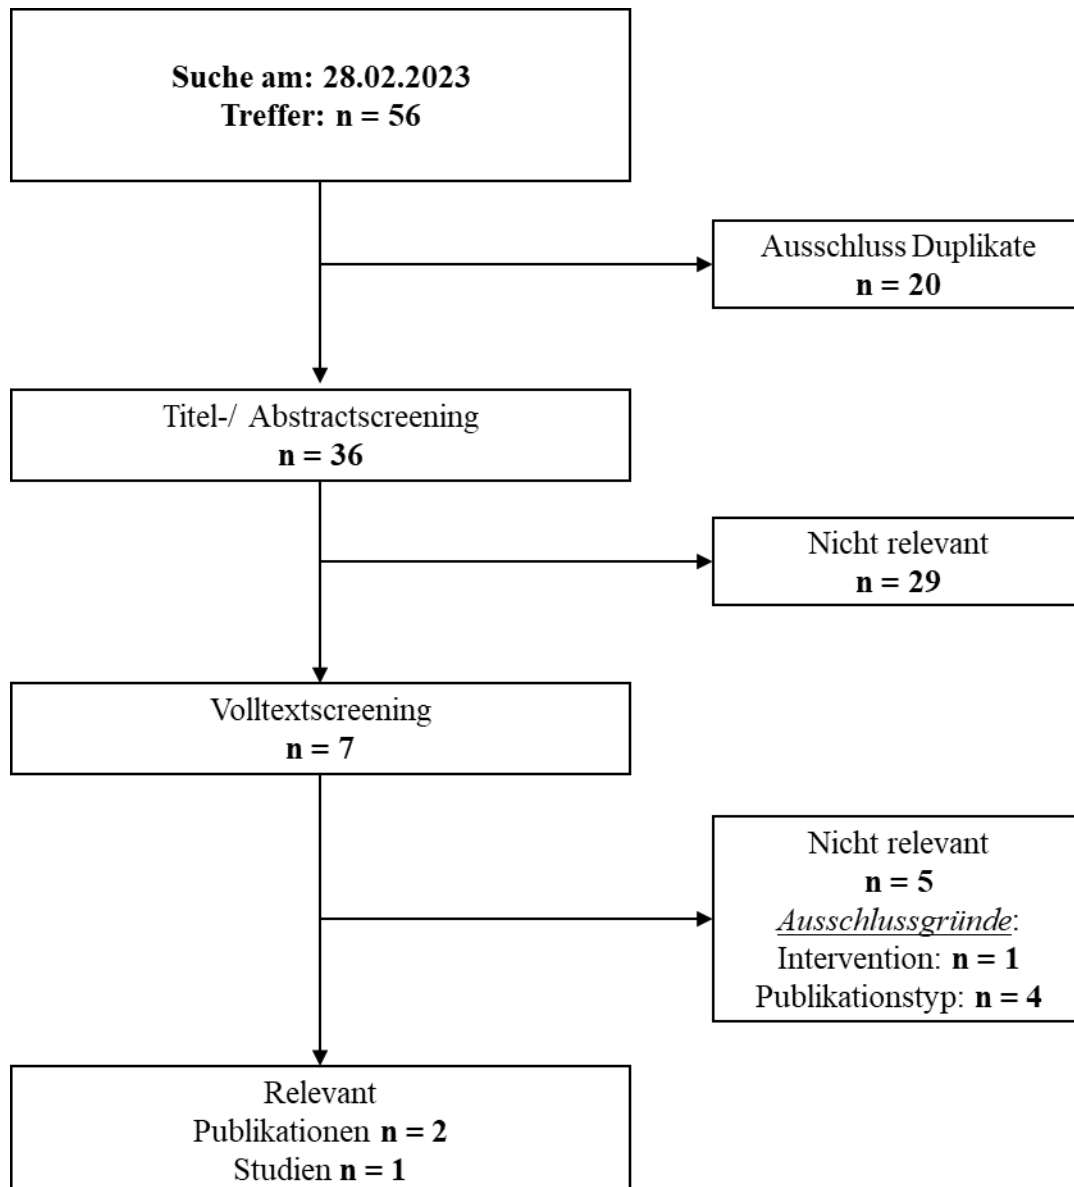 Suche am: 28.02.2023
Treffer: n = 56
Ausschluss Duplikate
n = 20
Titel-/ Abstractscreening
n = 36
Nicht relevant
n = 29
Volltextscreening
n = 7
Nicht relevant
n = 5
Ausschlussgründe:
Intervention: n = 1
Publikationstyp: n = 4
Relevant
Publikationen n = 2
Studien n = 1